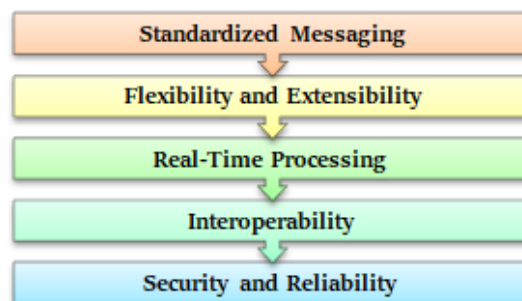 Standardized Messaging
Flexibility and Extensibility
Real-Time Processing
Interoperability
Security and Reliability